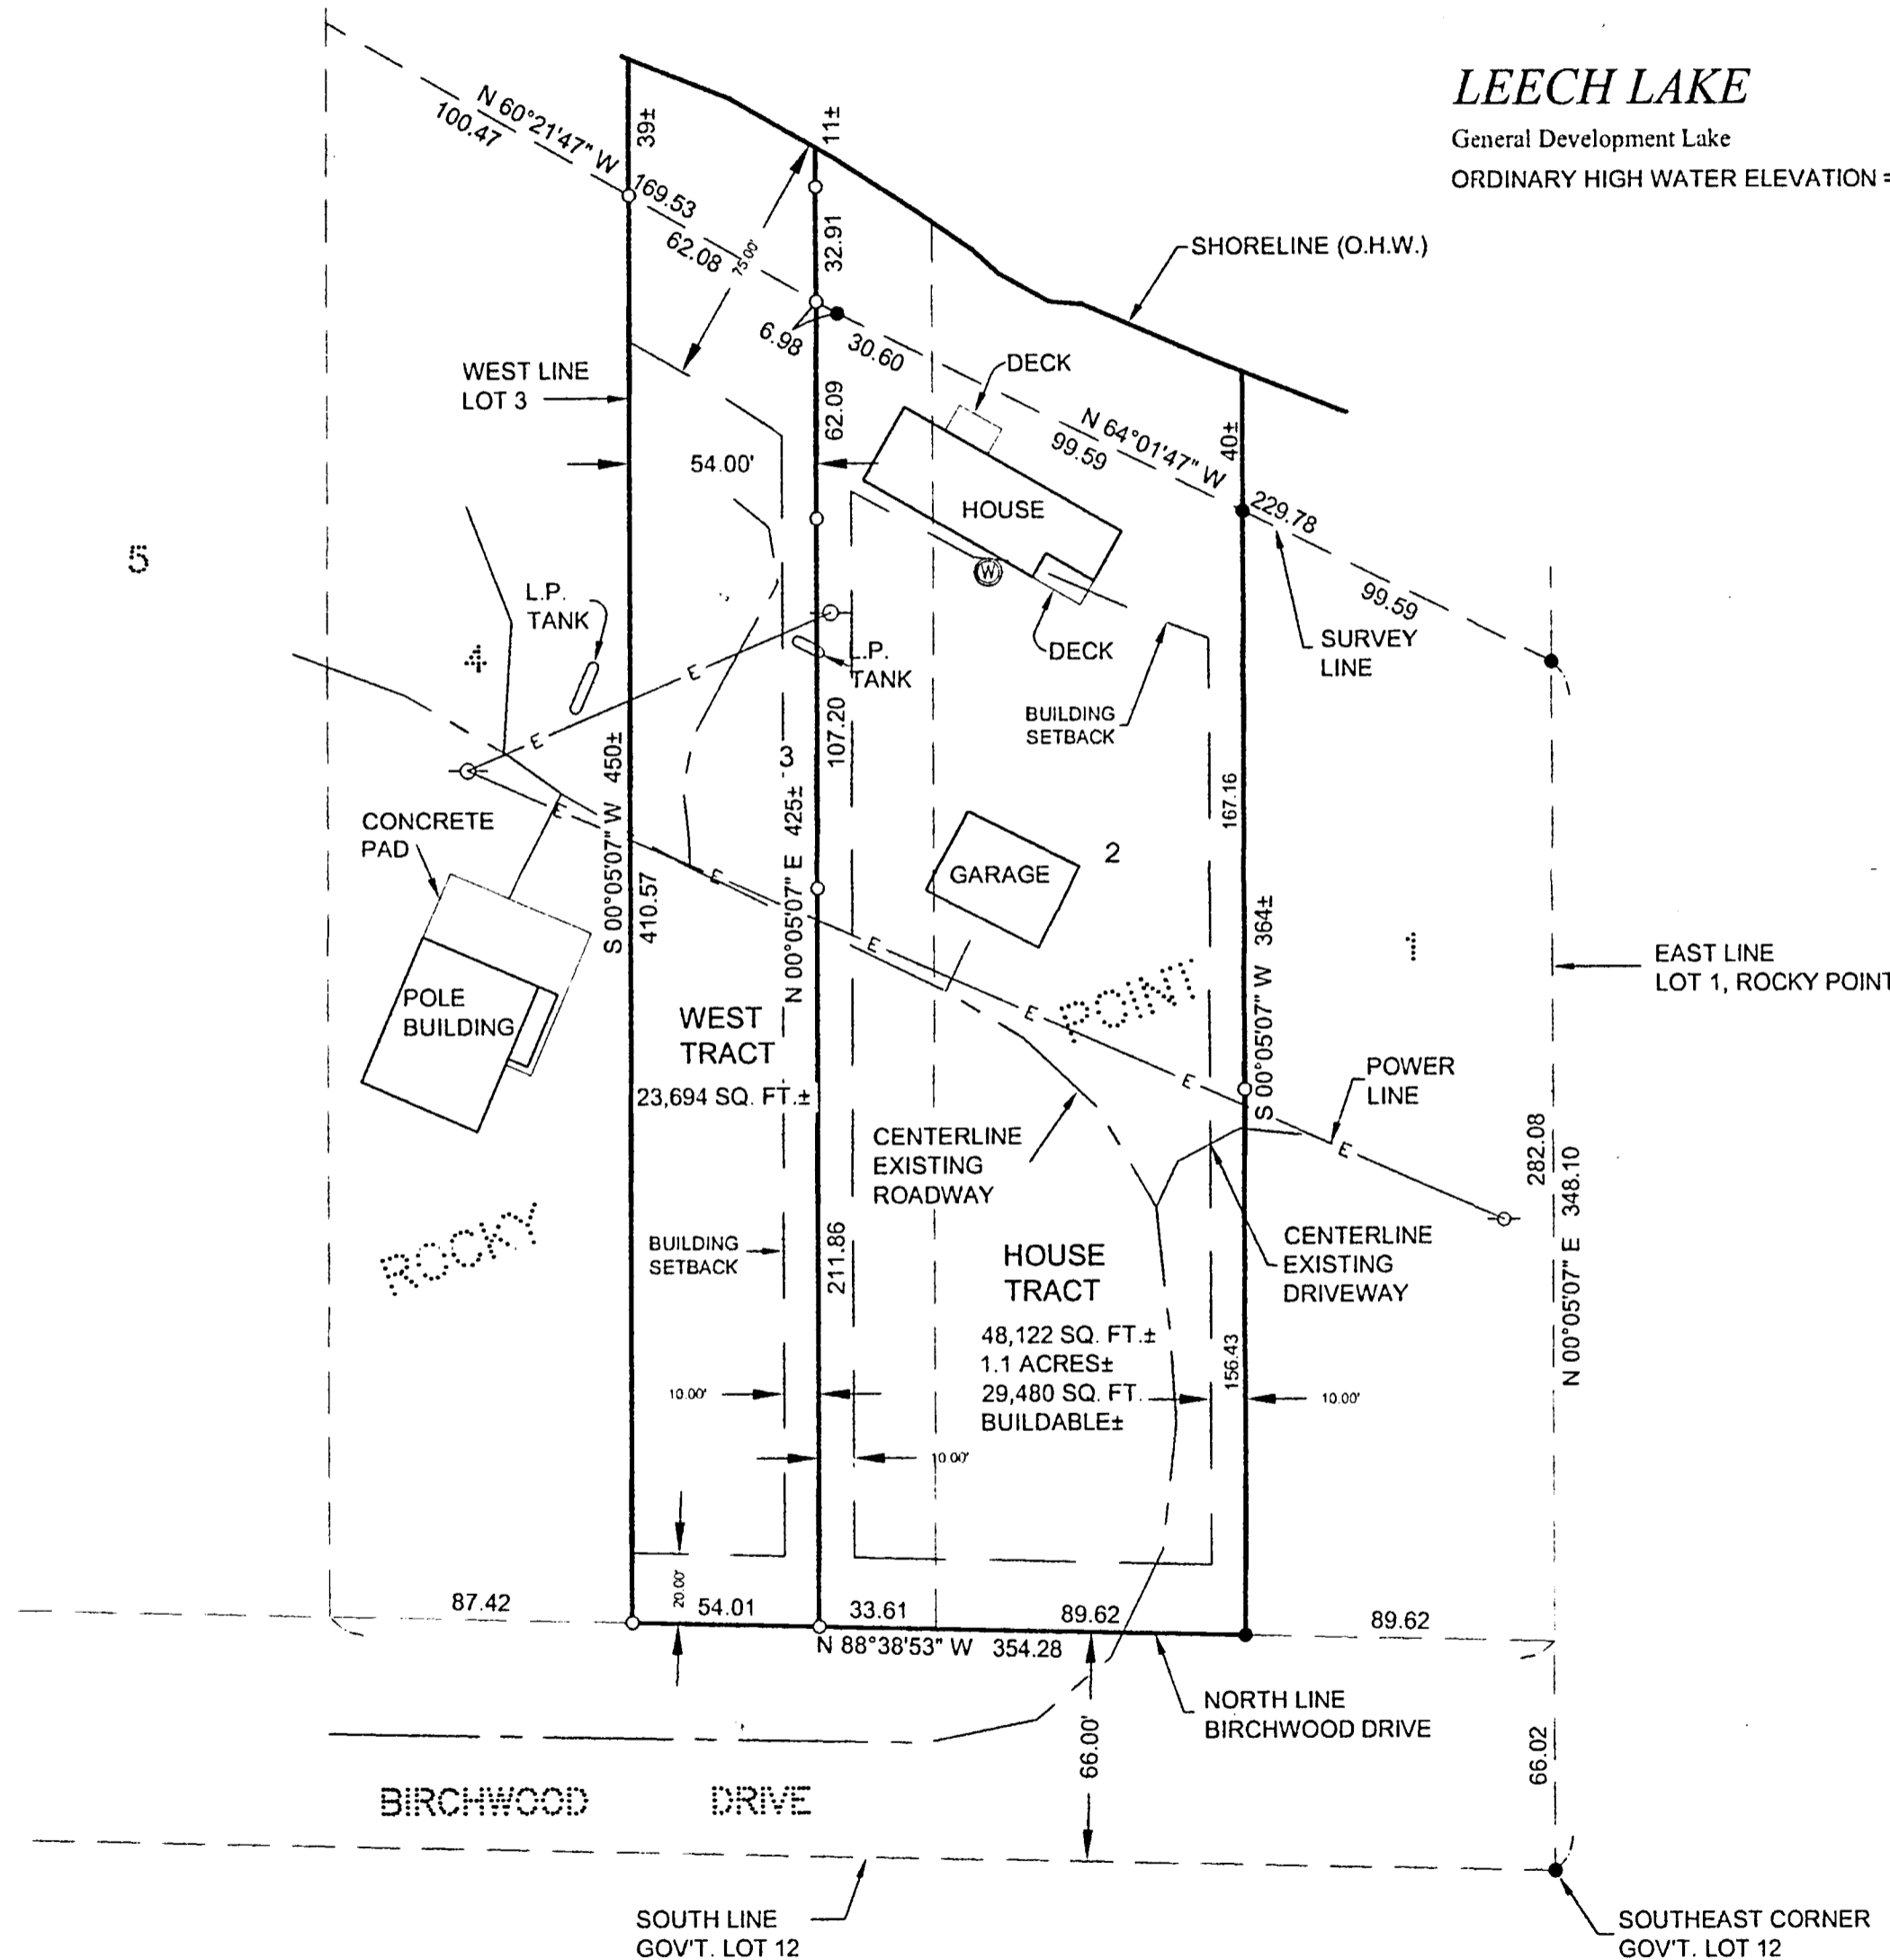 LEECH LAKE
General Development Lake
ORDINARY HIGH WATER ELEVATION =
N 60°21'47" W
100.47
39±
11±
169.53
62.08
75.00'
32.91
SHORELINE (O.H.W.)
6.98
30.60
DECK
WEST LINE
LOT 3
62.09
N 64°01'47" W
99.59
40±
54.00'
HOUSE
229.78
5
W
99.59
L.P.
TANK
4
SURVEY
LINE
DECK
L.P.
TANK
E
E
BUILDING
SETBACK
107.20
3
S 00°05'07" W 450±
410.57
N 00°05'07" E 425±
167.16
CONCRETE
PAD
E
E
GARAGE
2
E
1
S 00°05'07" W 364±
EAST LINE
LOT 1, ROCKY POINT
POLE
BUILDING
WEST
TRACT
23,694 SQ. FT.±
POINT
E
E
POWER
LINE
E
CENTERLINE
EXISTING
ROADWAY
282.08
N 00°05'07" E 348.10
ROCKY
BUILDING
SETBACK
211.86
HOUSE
TRACT
48,122 SQ. FT.±
1.1 ACRES±
29,480 SQ. FT.
BUILDABLE±
CENTERLINE
EXISTING
DRIVEWAY
156.43
10.00'
10.00'
10.00'
20.00'
87.42
54.01
33.61
89.62
89.62
N 88°38'53" W 354.28
NORTH LINE
BIRCHWOOD DRIVE
66.00'
66.02
BIRCHWOOD DRIVE
SOUTH LINE
GOV'T. LOT 12
SOUTHEAST CORNER
GOV'T. LOT 12